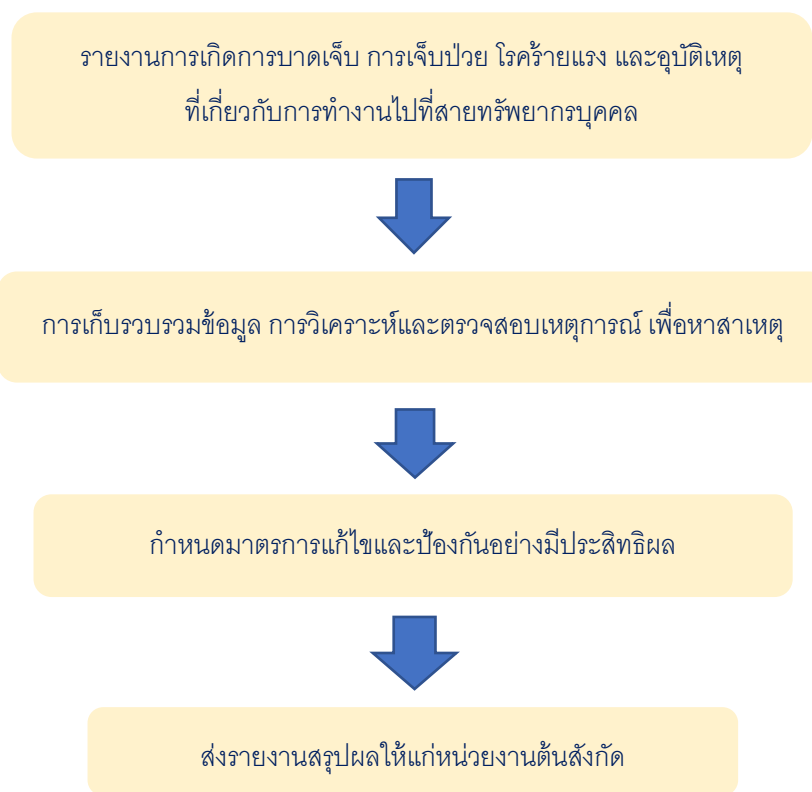 รายงานการเกิดการบาดเจ็บ การเจ็บป่วย โรคร้ายแรง และอุบัติเหตุ
ที่เกี่ยวกับการทำงานไปที่สายทรัพยากรบุคคล
การเก็บรวบรวมข้อมูล การวิเคราะห์และตรวจสอบเหตุการณ์ เพื่อหาสาเหตุ
กำหนดมาตรการแก้ไขและป้องกันอย่างมีประสิทธิผล
ส่งรายงานสรุปผลให้แก่หน่วยงานต้นสังกัด